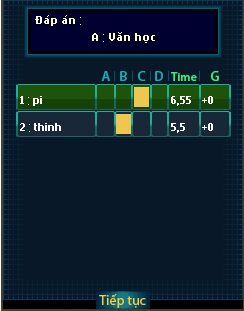 Đáp án :
A : Văn học
A B C D Time G
1 : pi 6,55 +0
2 : thinh 5,5 +0
Tiếp tục